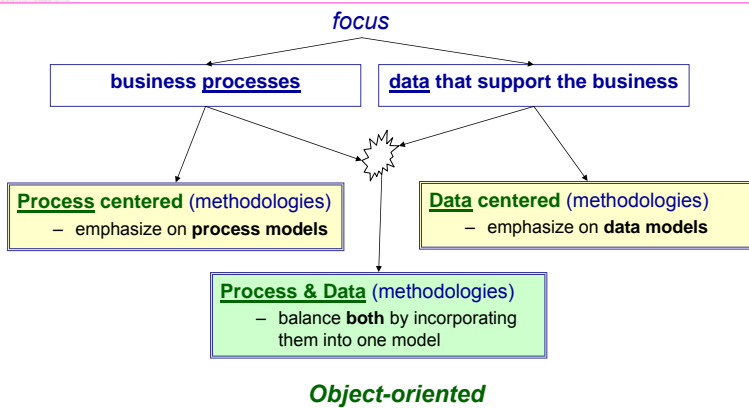 focus
business processes
data that support the business
Process centered (methodologies)
– emphasize on process models
Data centered (methodologies)
– emphasize on data models
Process & Data (methodologies)
– balance both by incorporating
them into one model
Object-oriented